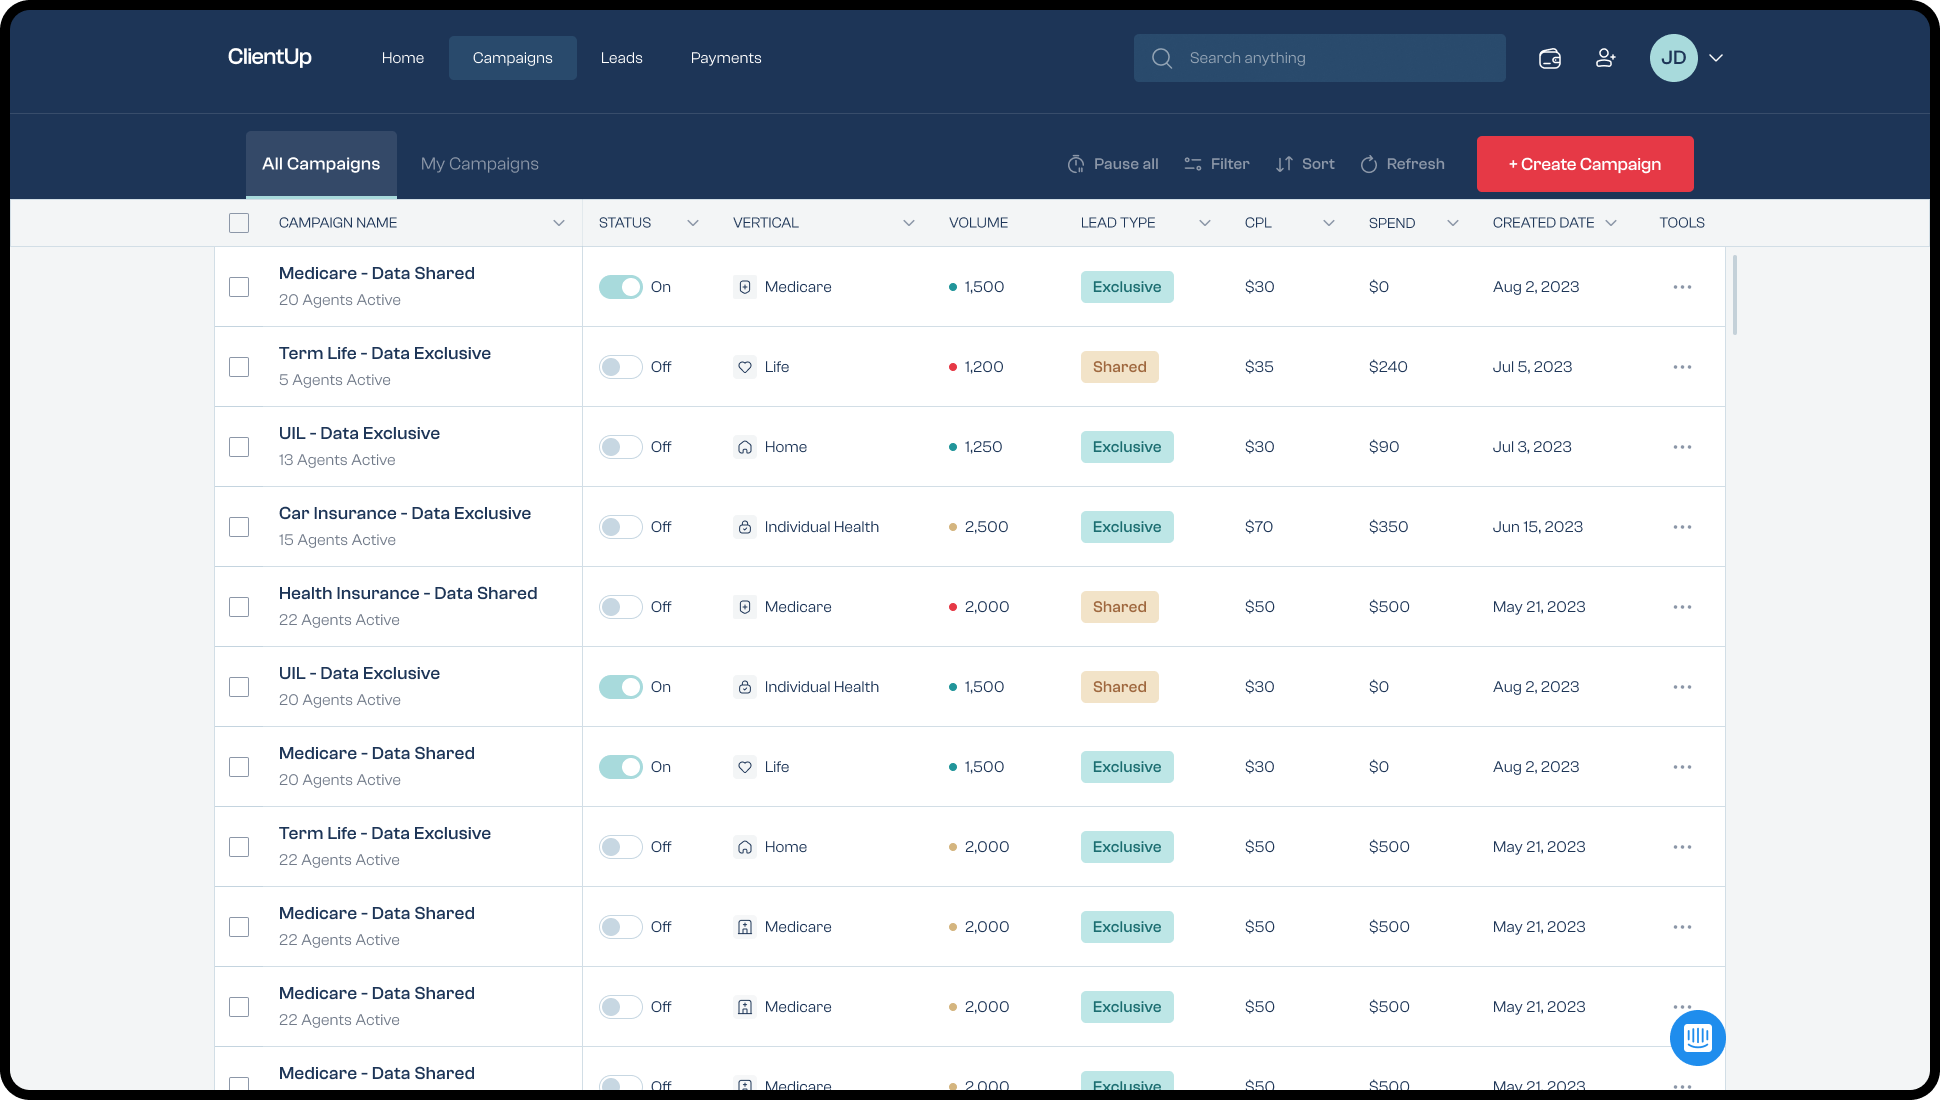 ClientUp Home Campaigns Leads Payments Search anything JD
All Campaigns My Campaigns Pause all Filter Sort Refresh + Create Campaign
CAMPAIGN NAME STATUS VERTICAL VOLUME LEAD TYPE CPL SPEND CREATED DATE TOOLS
Medicare - Data Shared
20 Agents Active
On Medicare 1,500 Exclusive $30 $0 Aug 2, 2023
Term Life - Data Exclusive
5 Agents Active
Off Life 1,200 Shared $35 $240 Jul 5, 2023
UIL - Data Exclusive
13 Agents Active
Off Home 1,250 Exclusive $30 $90 Jul 3, 2023
Car Insurance - Data Exclusive
15 Agents Active
Off Individual Health 2,500 Exclusive $70 $350 Jun 15, 2023
Health Insurance - Data Shared
22 Agents Active
Off Medicare 2,000 Shared $50 $500 May 21, 2023
UIL - Data Exclusive
20 Agents Active
On Individual Health 1,500 Shared $30 $0 Aug 2, 2023
Medicare - Data Shared
20 Agents Active
On Life 1,500 Exclusive $30 $0 Aug 2, 2023
Term Life - Data Exclusive
22 Agents Active
Off Home 2,000 Exclusive $50 $500 May 21, 2023
Medicare - Data Shared
22 Agents Active
Off Medicare 2,000 Exclusive $50 $500 May 21, 2023
Medicare - Data Shared
22 Agents Active
Off Medicare 2,000 Exclusive $50 $500 May 21, 2023
Medicare - Data Shared
Off Medicare 2,000 Exclusive $50 $500 May 21, 2023